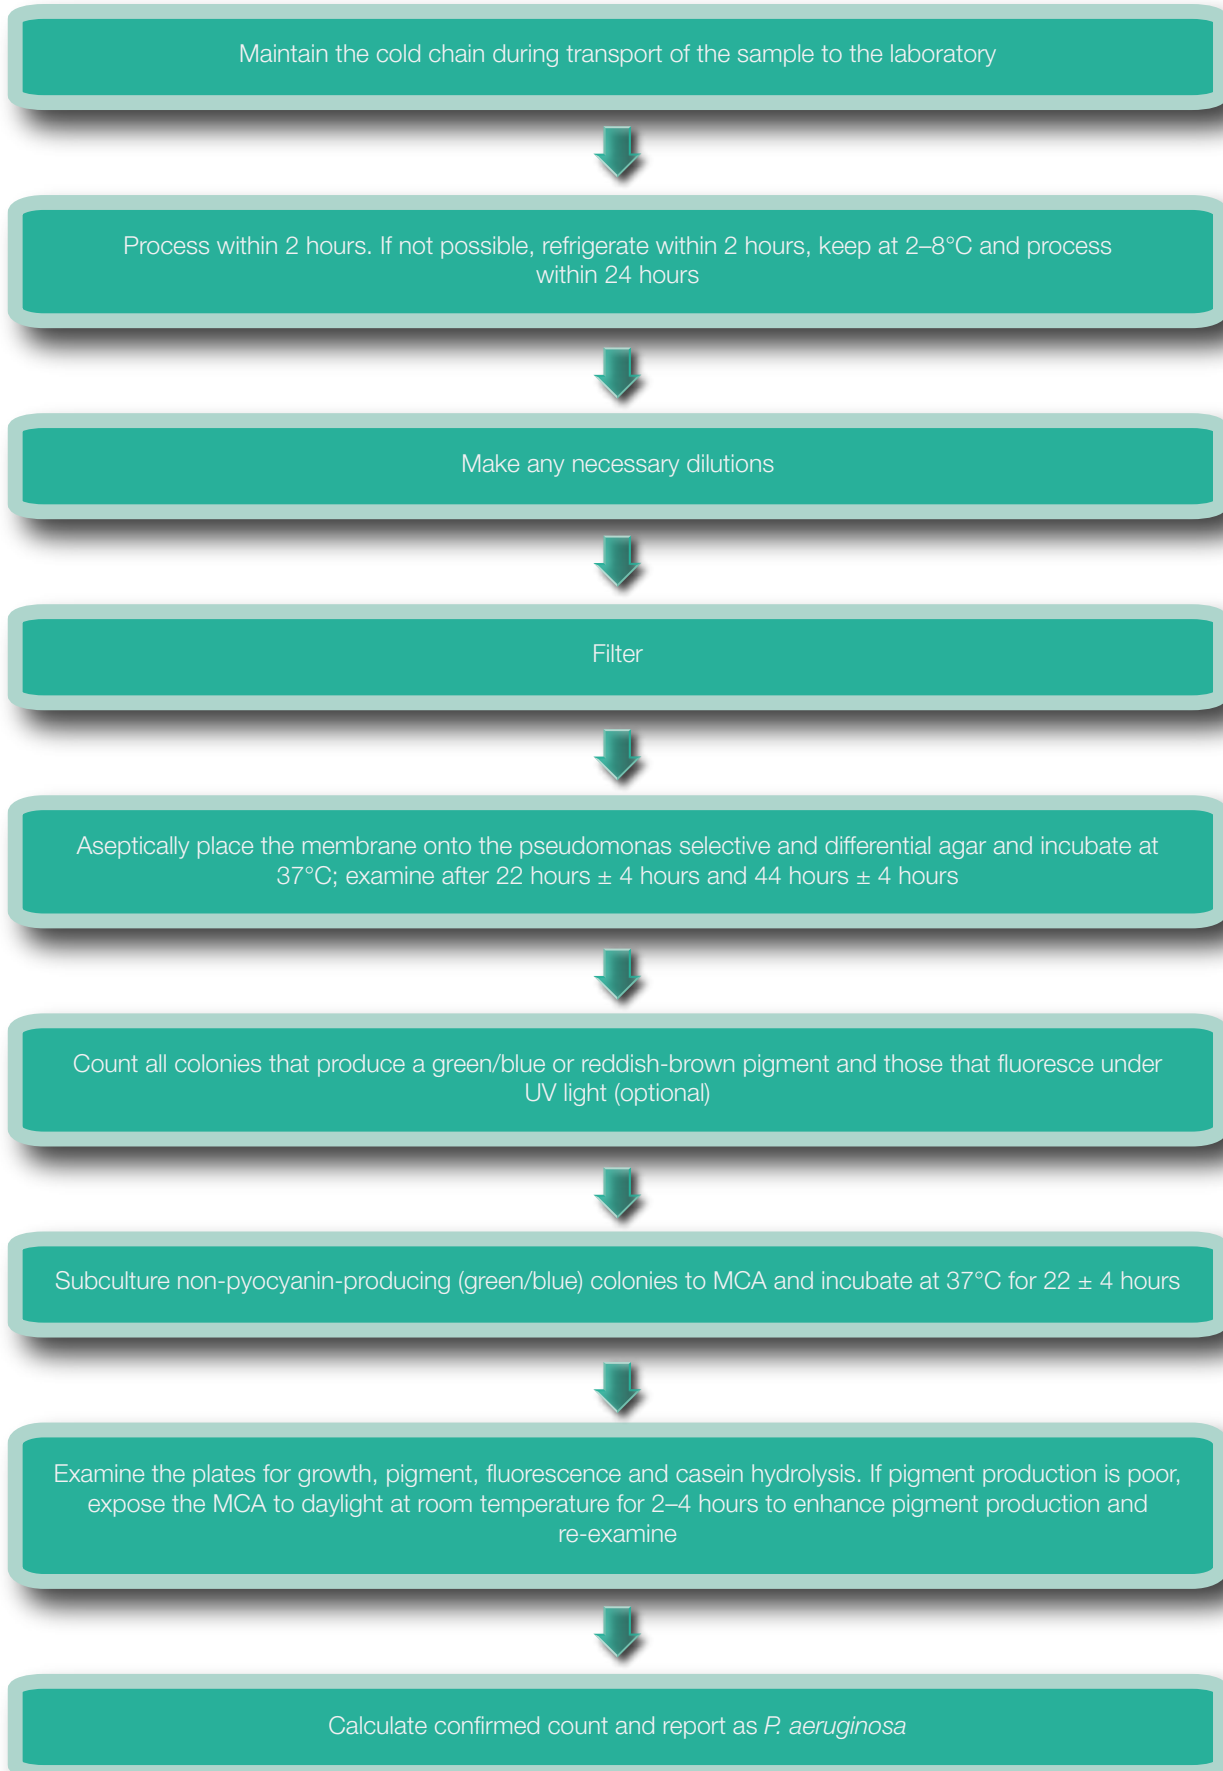 Maintain the cold chain during transport of the sample to the laboratory
Process within 2 hours. If not possible, refrigerate within 2 hours, keep at 2–8°C and process
within 24 hours
Make any necessary dilutions
Filter
Aseptically place the membrane onto the pseudomonas selective and differential agar and incubate at
37°C; examine after 22 hours ± 4 hours and 44 hours ± 4 hours
Count all colonies that produce a green/blue or reddish-brown pigment and those that fluoresce under
UV light (optional)
Subculture non-pyocyanin-producing (green/blue) colonies to MCA and incubate at 37°C for 22 ± 4 hours
Examine the plates for growth, pigment, fluorescence and casein hydrolysis. If pigment production is poor,
expose the MCA to daylight at room temperature for 2–4 hours to enhance pigment production and
re-examine
Calculate confirmed count and report as P. aeruginosa